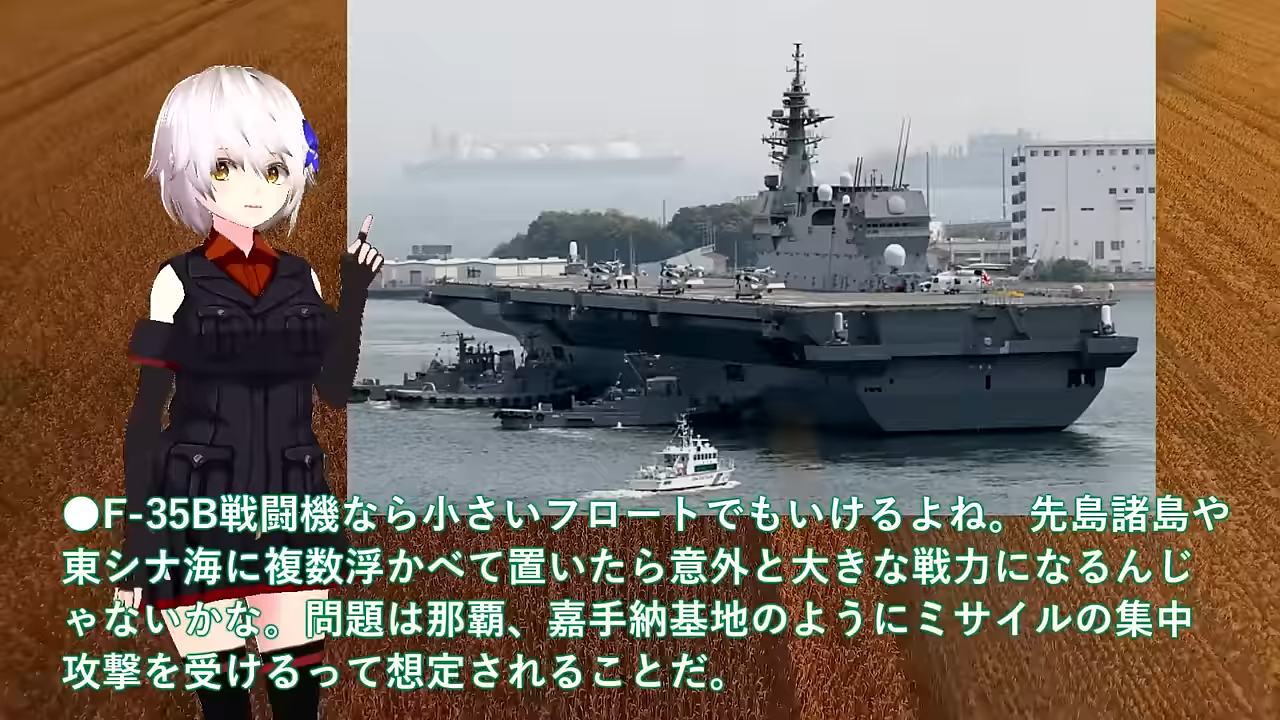 ●F-35B戦闘機なら小さいフロートでもいけるよね。先島諸島や
東シナ海に複数浮かべて置いたら意外と大きな戦力になるんじ
ゃないかな。問題は那覇、嘉手納基地のようにミサイルの集中
攻撃を受けるって想定されることだ。